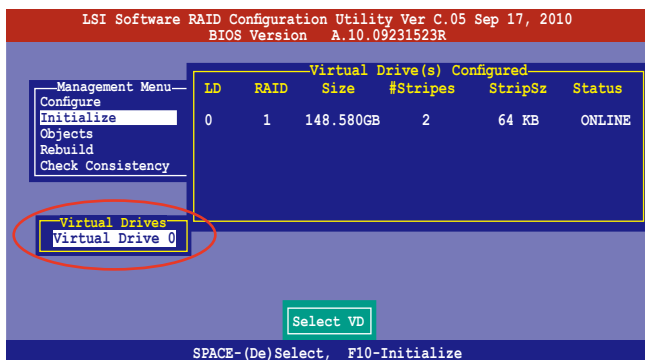 LSI Software RAID Configuration Utility Ver C.05 Sep 17, 2010
BIOS Version A.10.09231523R
Virtual Drive(s) Configured
LD RAID Size #Stripes StripSz Status
0 1 148.580GB 2 64 KB ONLINE
Management Menu
Configure
Initialize
Objects
Rebuild
Check Consistency
Virtual Drives
Virtual Drive 0
Select VD
SPACE-(De)Select, F10-Initialize